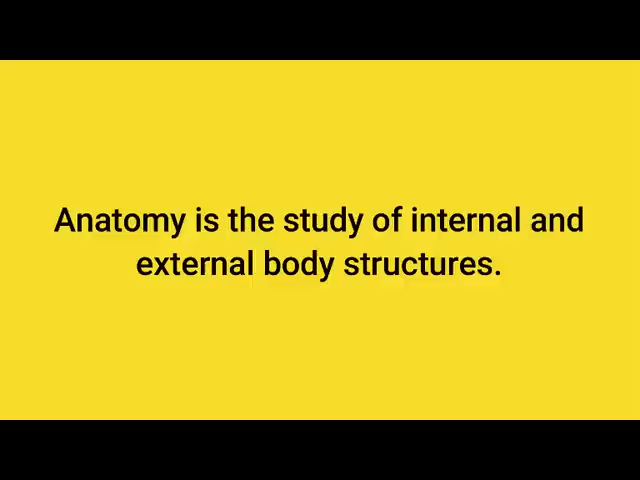 Anatomy is the study of internal and
external body structures.